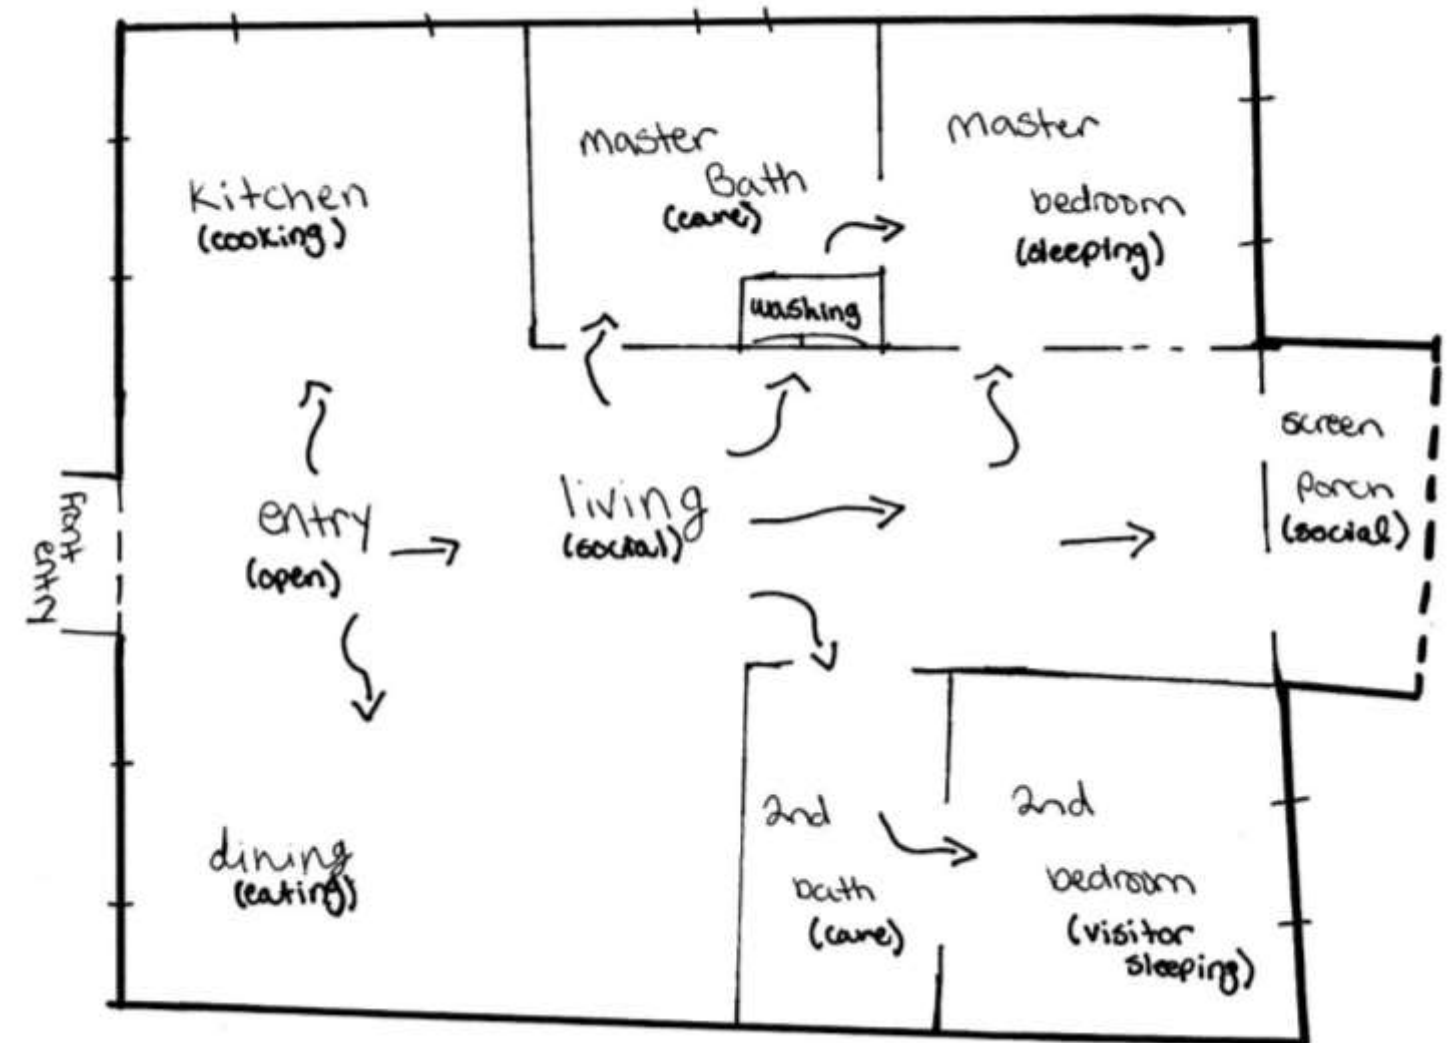 Kitchen
(cooking)
master
Bath
(care)
master
bedroom
(sleeping)
washing
screen
Porch
(social)
front
entry
entry
(open)
living
(social)
dining
(eating)
2nd
bath
(care)
2nd
bedroom
(visitor
sleeping)